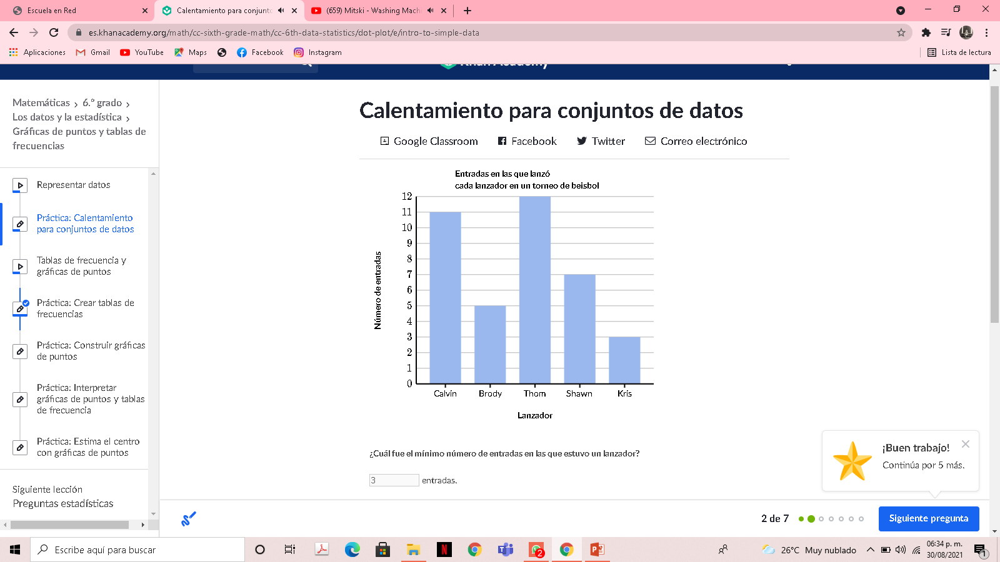 Escuela en Red
Calentamiento para conjunto
(659) Mitski - Washing Mach
es.khanacademy.org/math/cc-sixth-grade-math/cc-6th-data-statistics/dot-plot/e/intro-to-simple-data
Aplicaciones
Gmail
YouTube
Maps
Facebook
Instagram
Lista de lectura
Khan Academy
Matemáticas > 6.º grado >
Los datos y la estadística >
Gráficas de puntos y tablas de
frecuencias
Representar datos
Práctica: Calentamiento
para conjuntos de datos
Tablas de frecuencia y
gráficas de puntos
Práctica: Crear tablas de
frecuencias
Práctica: Construir gráficas
de puntos
Práctica: Interpretar
gráficas de puntos y tablas
de frecuencia
Práctica: Estima el centro
con gráficas de puntos
Siguiente lección
Preguntas estadísticas
Calentamiento para conjuntos de datos
Google Classroom
Facebook
Twitter
Correo electrónico
Entradas en las que lanzó
cada lanzador en un torneo de beisbol
Número de entradas
12
11
10
9
8
7
6
5
4
3
2
1
0
Calvin
Brody
Thom
Shawn
Kris
Lanzador
¿Cuál fue el mínimo número de entradas en las que estuvo un lanzador?
3 entradas.
¡Buen trabajo!
Continúa por 5 más.
2 de 7
Siguiente pregunta
Escribe aquí para buscar
2
26°C Muy nublado
06:34 p. m.
30/08/2021
1